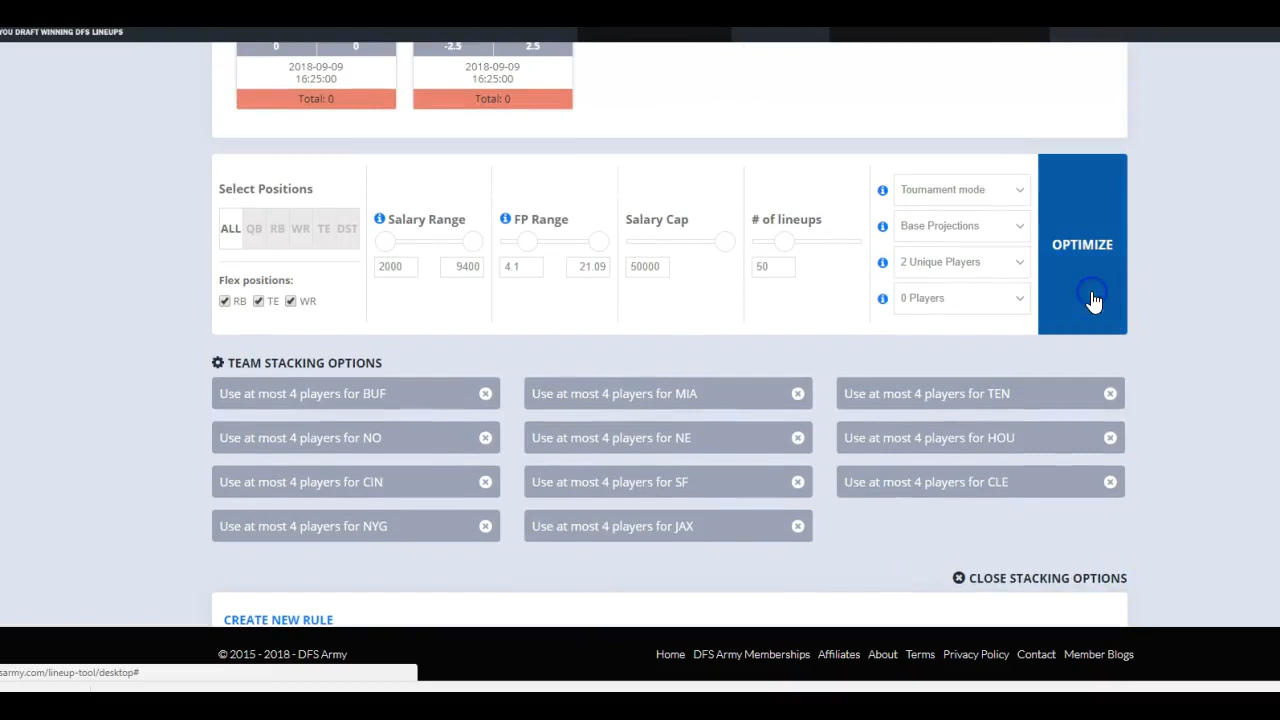 YOU DRAFT WINNING DFS LINEUPS
0 0 -2.5 2.5
2018-09-09
16:25:00
2018-09-09
16:25:00
Total: 0 Total: 0
Select Positions
ALL QB RB WR TE DST
Flex positions:
RB TE WR
Salary Range
2000 9400
FP Range
4.1 21.09
Salary Cap
50000
# of lineups
50
Tournament mode
Base Projections
2 Unique Players
0 Players
OPTIMIZE
TEAM STACKING OPTIONS
Use at most 4 players for BUF
Use at most 4 players for MIA
Use at most 4 players for TEN
Use at most 4 players for NO
Use at most 4 players for NE
Use at most 4 players for HOU
Use at most 4 players for CIN
Use at most 4 players for SF
Use at most 4 players for CLE
Use at most 4 players for NYG
Use at most 4 players for JAX
CLOSE STACKING OPTIONS
CREATE NEW RULE
© 2015 - 2018 - DFS Army
Home DFS Army Memberships Affiliates About Terms Privacy Policy Contact Member Blogs
sarmy.com/lineup-tool/desktop#